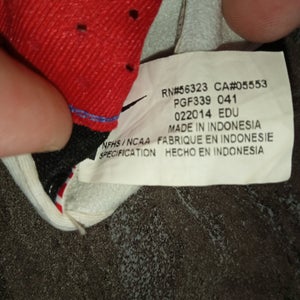 RN#56323 CA#05553
PGF339 041
022014 EDU
MADE IN INDONESIA
NFHS / NCAA FABRIQUE EN INDONESIE
SPECIFICATION HECHO EN INDONESIA